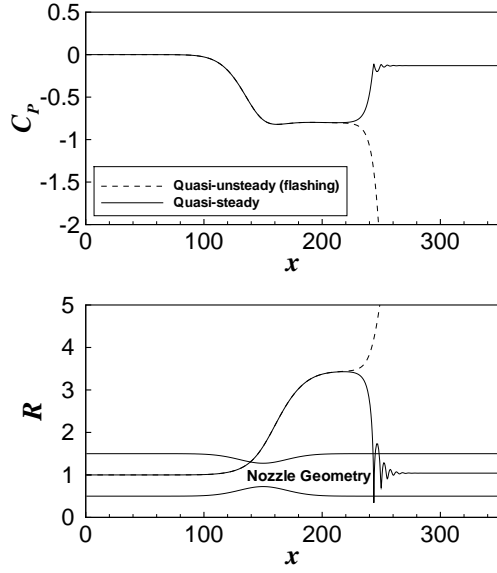 0.5
0
-0.5
-1
-1.5
-2
C_P
Quasi-unsteady (flashing)
Quasi-steady
0 100 200 300
x
5
4
3
2
1
0
R
Nozzle Geometry
0 100 200 300
x